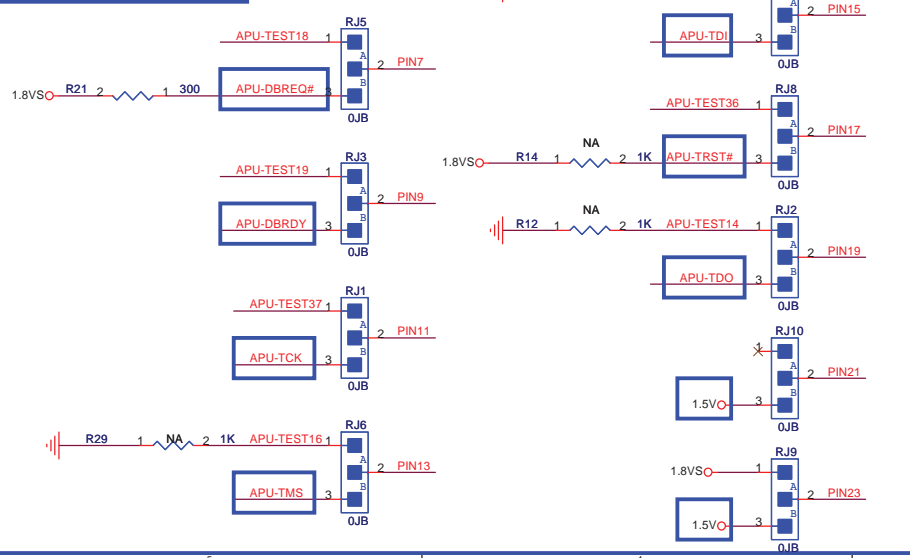 RJ5
APU-TEST18 1
A
2 PIN7
B
1.8VS R21 2 1 300 APU-DBREQ# 3
0JB
RJ3
APU-TEST19 1
A
2 PIN9
B
APU-DBRDY 3
0JB
RJ1
APU-TEST37 1
A
2 PIN11
B
APU-TCK 3
0JB
RJ6
R29 1 NA 2 1K APU-TEST16 1
A
2 PIN13
B
APU-TMS 3
0JB
A
2 PIN15
B
APU-TDI 3
0JB
RJ8
APU-TEST36 1
A
2 PIN17
B
NA
1.8VS R14 1 2 1K APU-TRST# 3
0JB
RJ2
NA
R12 1 2 1K APU-TEST14 1
A
2 PIN19
B
APU-TDO 3
0JB
RJ10
1
A
2 PIN21
B
1.5V 3
0JB
RJ9
1.8VS 1
A
2 PIN23
B
1.5V 3
0JB